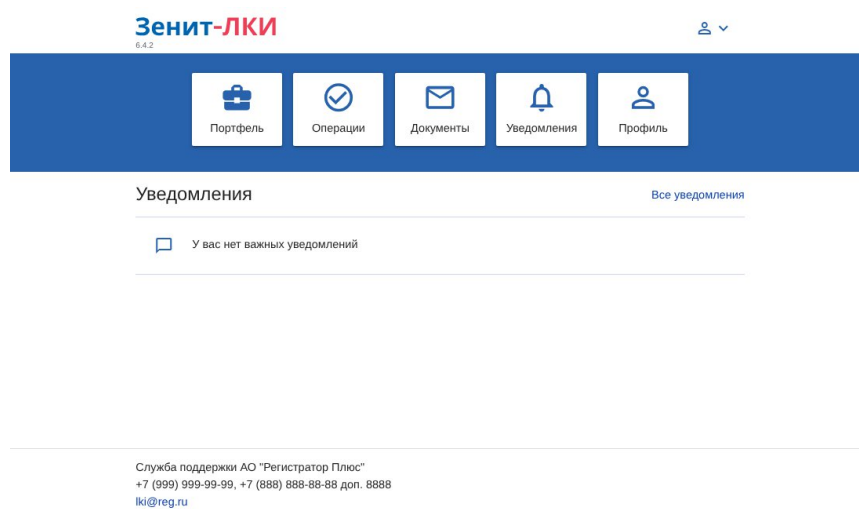 Зенит-ЛКИ
6.4.2
Портфель
Операции
Документы
Уведомления
Профиль
Уведомления
Все уведомления
У вас нет важных уведомлений
Служба поддержки АО "Регистратор Плюс"
+7 (999) 999-99-99, +7 (888) 888-88-88 доп. 8888
lki@reg.ru